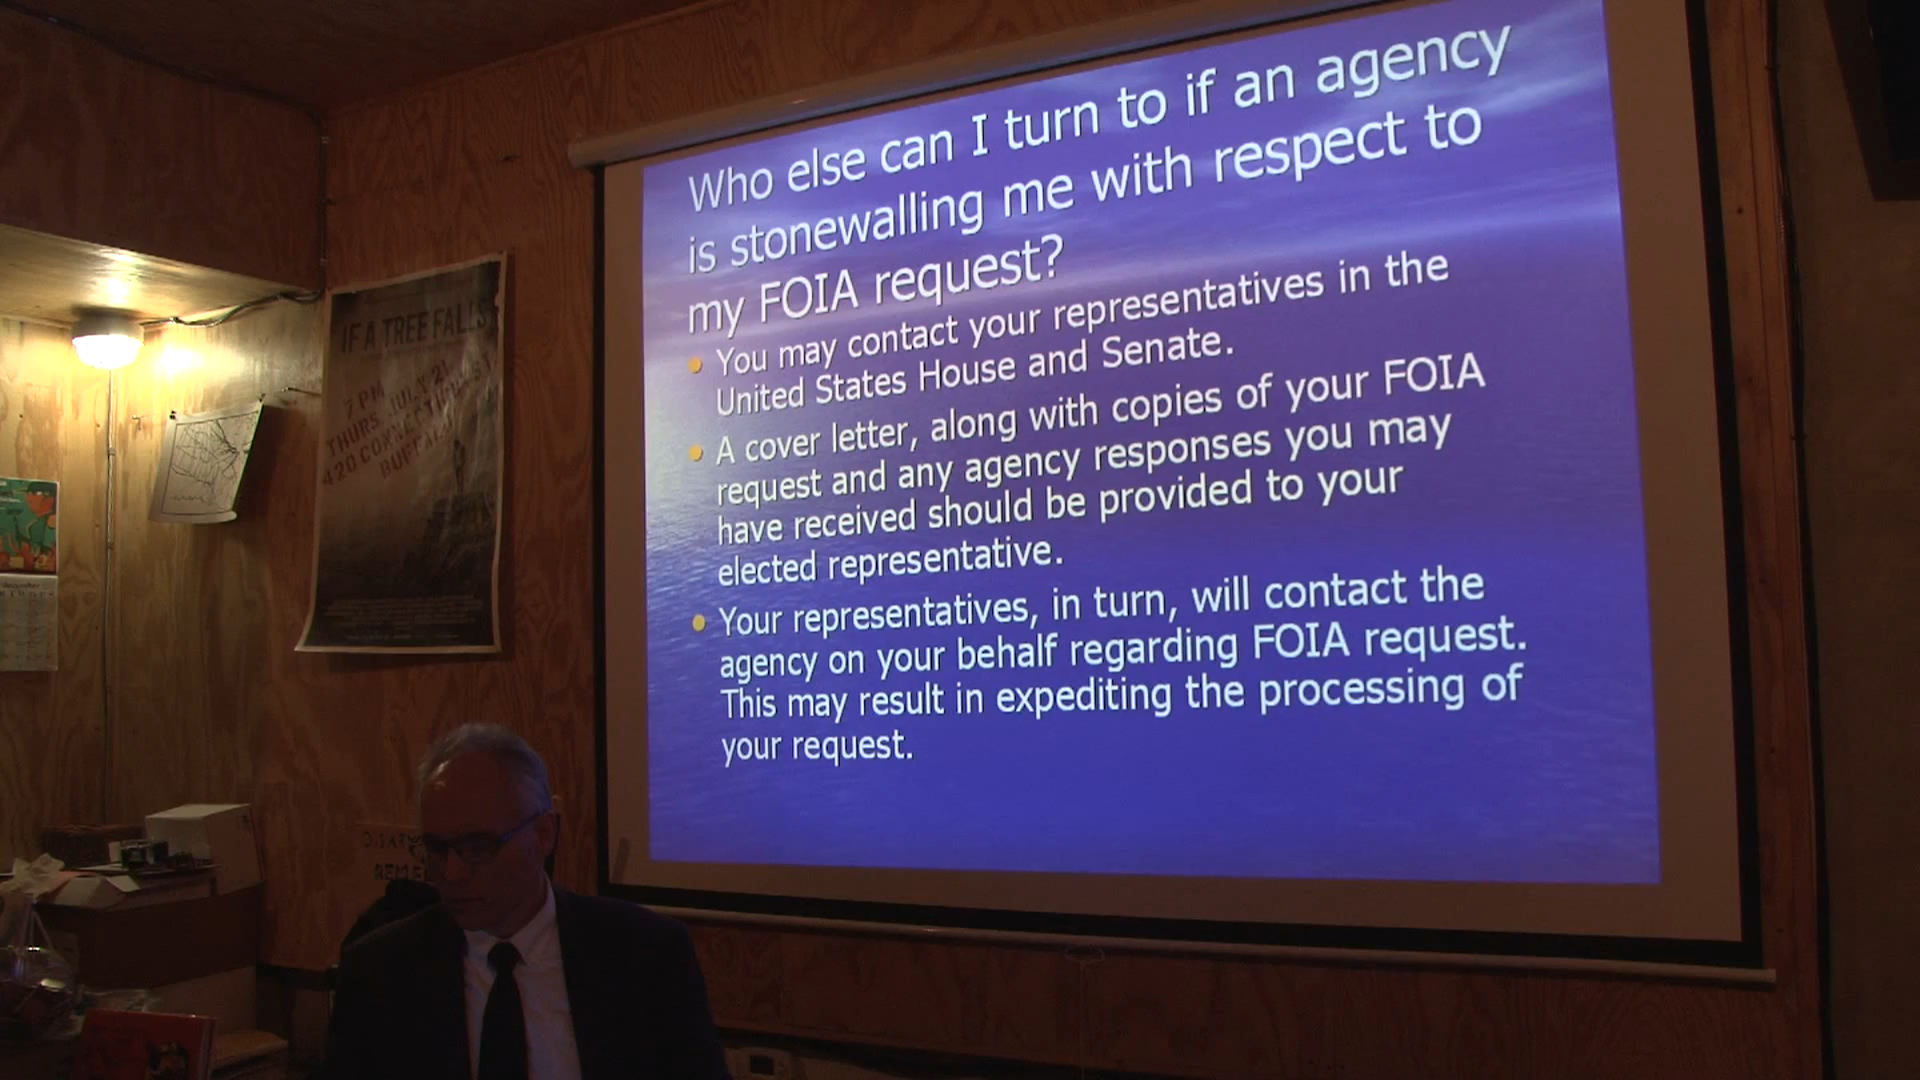 Who else can I turn to if an agency
is stonewalling me with respect to
my FOIA request?
• You may contact your representatives in the
United States House and Senate.
• A cover letter, along with copies of your FOIA
request and any agency responses you may
have received should be provided to your
elected representative.
• Your representatives, in turn, will contact the
agency on your behalf regarding FOIA request.
This may result in expediting the processing of
your request.
IF A TREE FALLS
7 PM
THURS. JULY 21